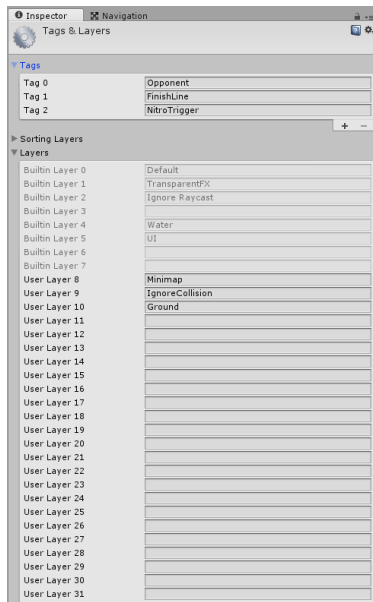 Inspector Navigation
Tags & Layers
Tags
Tag 0 Opponent
Tag 1 FinishLine
Tag 2 NitroTrigger
+ −
Sorting Layers
Layers
Builtin Layer 0 Default
Builtin Layer 1 TransparentFX
Builtin Layer 2 Ignore Raycast
Builtin Layer 3
Builtin Layer 4 Water
Builtin Layer 5 UI
Builtin Layer 6
Builtin Layer 7
User Layer 8 Minimap
User Layer 9 IgnoreCollision
User Layer 10 Ground
User Layer 11
User Layer 12
User Layer 13
User Layer 14
User Layer 15
User Layer 16
User Layer 17
User Layer 18
User Layer 19
User Layer 20
User Layer 21
User Layer 22
User Layer 23
User Layer 24
User Layer 25
User Layer 26
User Layer 27
User Layer 28
User Layer 29
User Layer 30
User Layer 31